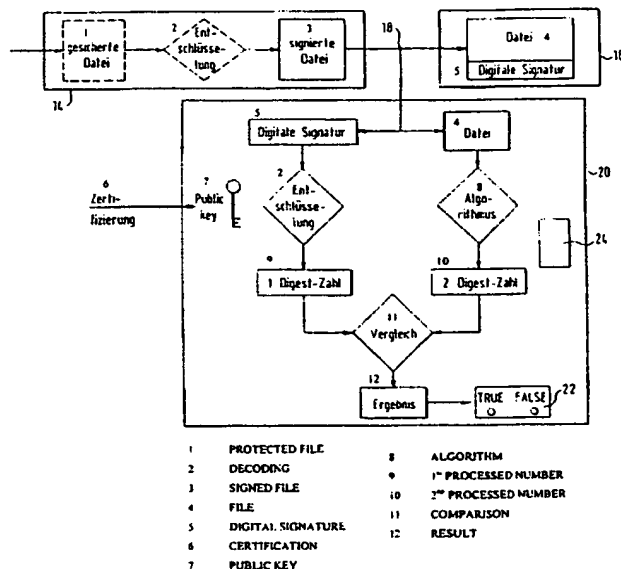 1
gesicherte
Datei
2
Ent-
schlüsse-
lung
3
signierte
Datei
18
Datei 4
5 Digitale Signatur
16
14
5
Digitale Signatur
4
Datei
20
6
Zerti-
fizierung
7
Public
key
2
Ent-
schlüsse-
lung
8
Algo-
rithmus
24
9
1 Digest-Zahl
10
2 Digest-Zahl
11
Vergleich
12
Ergebnis
TRUE FALSE
22
1 PROTECTED FILE
2 DECODING
3 SIGNED FILE
4 FILE
5 DIGITAL SIGNATURE
6 CERTIFICATION
7 PUBLIC KEY
8 ALGORITHM
9 1st PROCESSED NUMBER
10 2nd PROCESSED NUMBER
11 COMPARISON
12 RESULT